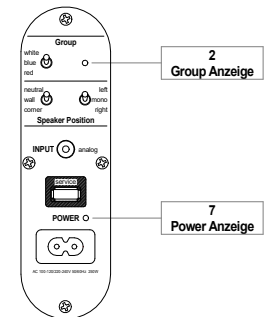 Group
white
blue
red
2
Group Anzeige
neutral
wall
corner
left
mono
right
Speaker Position
INPUT analog
service
POWER
7
Power Anzeige
AC 100-120/220-240V 50/60Hz 200W